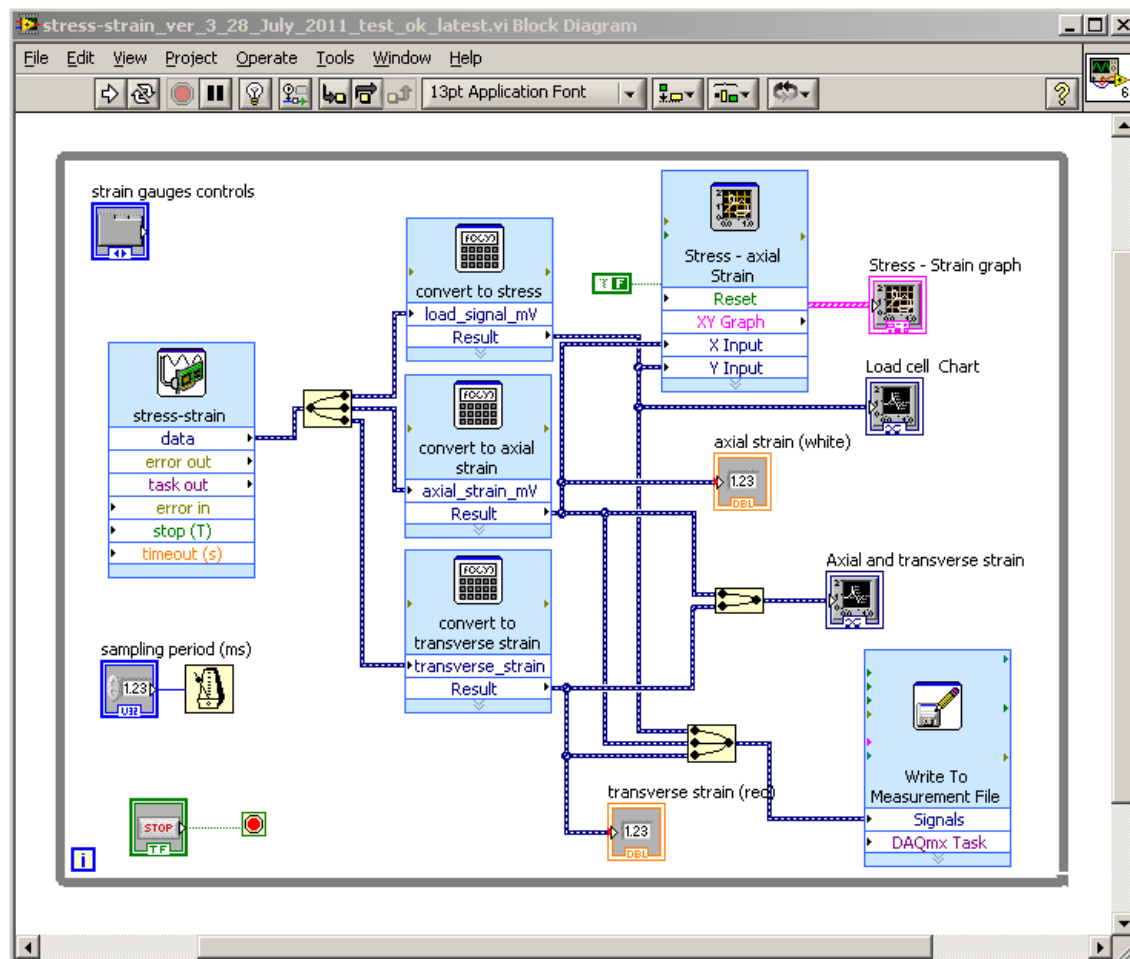 stress-strain_ver_3_28_July_2011_test_ok_latest.vi Block Diagram
File Edit View Project Operate Tools Window Help
13pt Application Font
6
strain gauges controls
convert to stress
load_signal_mV
Result
Stress - axial
Strain
Reset
XY Graph
X Input
Y Input
F
Stress - Strain graph
Load cell Chart
stress-strain
data
error out
task out
error in
stop (T)
timeout (s)
convert to axial
strain
axial_strain_mV
Result
axial strain (white)
1.23
DBL
convert to
transverse strain
transverse_strain
Result
Axial and transverse strain
sampling period (ms)
1.23
U32
Write To
Measurement File
Signals
DAQmx Task
transverse strain (red)
1.23
DBL
STOP
TF
i